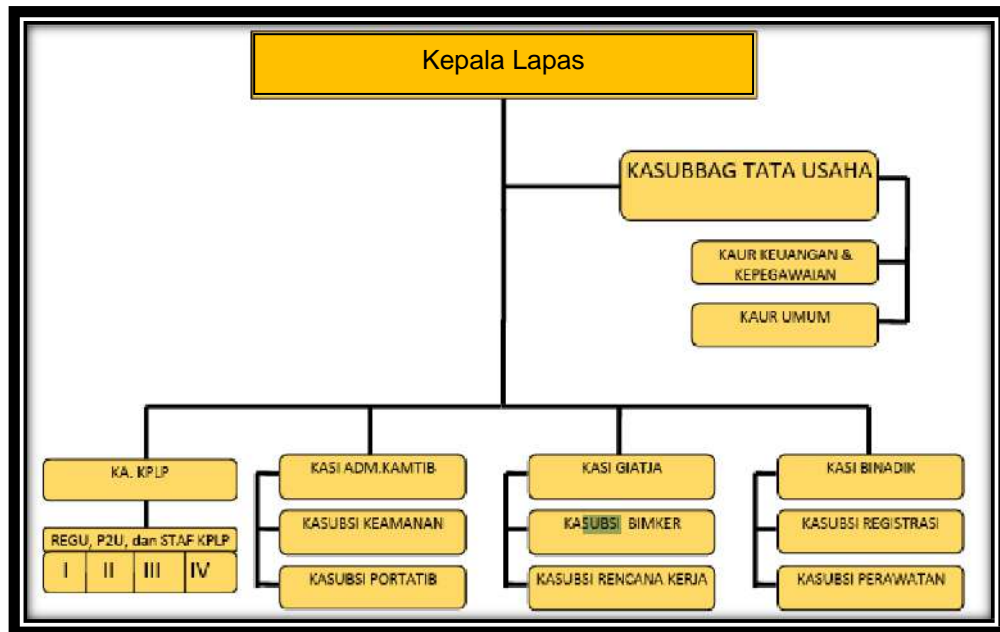 Kepala Lapas
KASUBBAG TATA USAHA
KAUR KEUANGAN &
KEPEGAWAIAN
KAUR UMUM
KA. KPLP
REGU, P2U, dan STAF KPLP
I II III IV
KASI ADM.KAMTIB
KASUBSI KEAMANAN
KASUBSI PORTATIB
KASI GIATJA
KASUBSI BIMKER
KASUBSI RENCANA KERJA
KASI BINADIK
KASUBSI REGISTRASI
KASUBSI PERAWATAN